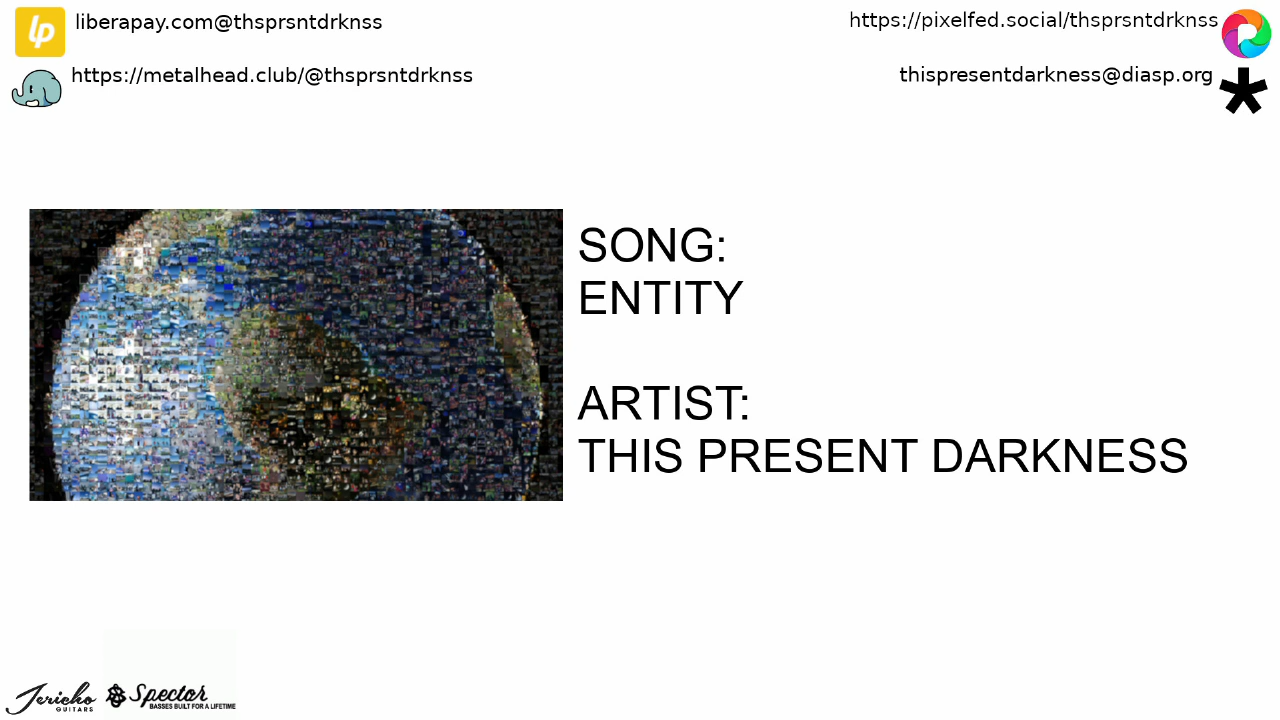 liberapay.com@thsprsntdrknss
https://pixelfed.social/thsprsntdrknss
https://metalhead.club/@thsprsntdrknss
thispresentdarkness@diasp.org
SONG:
ENTITY
ARTIST:
THIS PRESENT DARKNESS
Jericho
GUITARS
Spector
BASSES BUILT FOR A LIFETIME